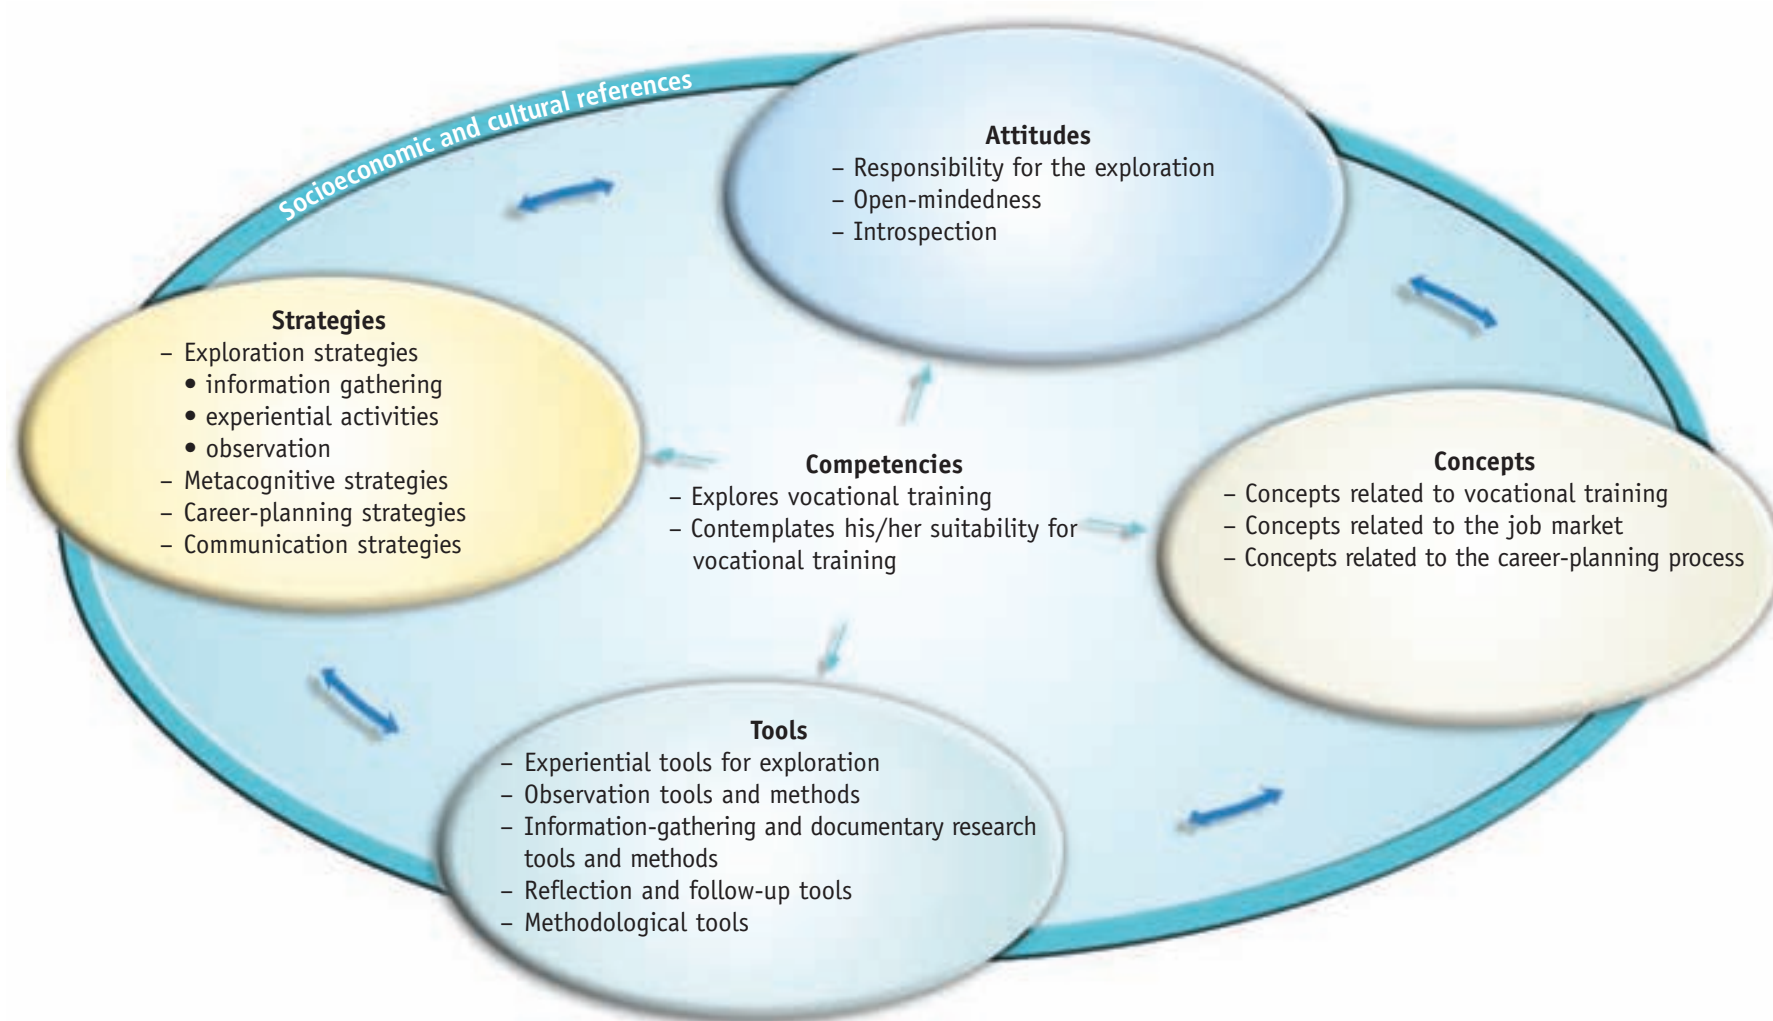 Socioeconomic and cultural references
Attitudes
– Responsibility for the exploration
– Open-mindedness
– Introspection
Strategies
– Exploration strategies
• information gathering
• experiential activities
• observation
– Metacognitive strategies
– Career-planning strategies
– Communication strategies
Competencies
– Explores vocational training
– Contemplates his/her suitability for
vocational training
Concepts
– Concepts related to vocational training
– Concepts related to the job market
– Concepts related to the career-planning process
Tools
– Experiential tools for exploration
– Observation tools and methods
– Information-gathering and documentary research
tools and methods
– Reflection and follow-up tools
– Methodological tools